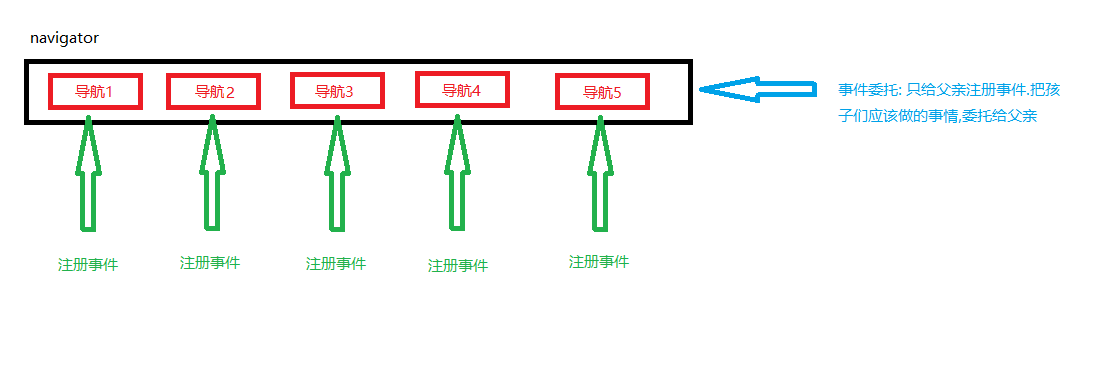 navigator
导航1
导航2
导航3
导航4
导航5
事件委托: 只给父亲注册事件.把孩
子们应该做的事情,委托给父亲
注册事件
注册事件
注册事件
注册事件
注册事件